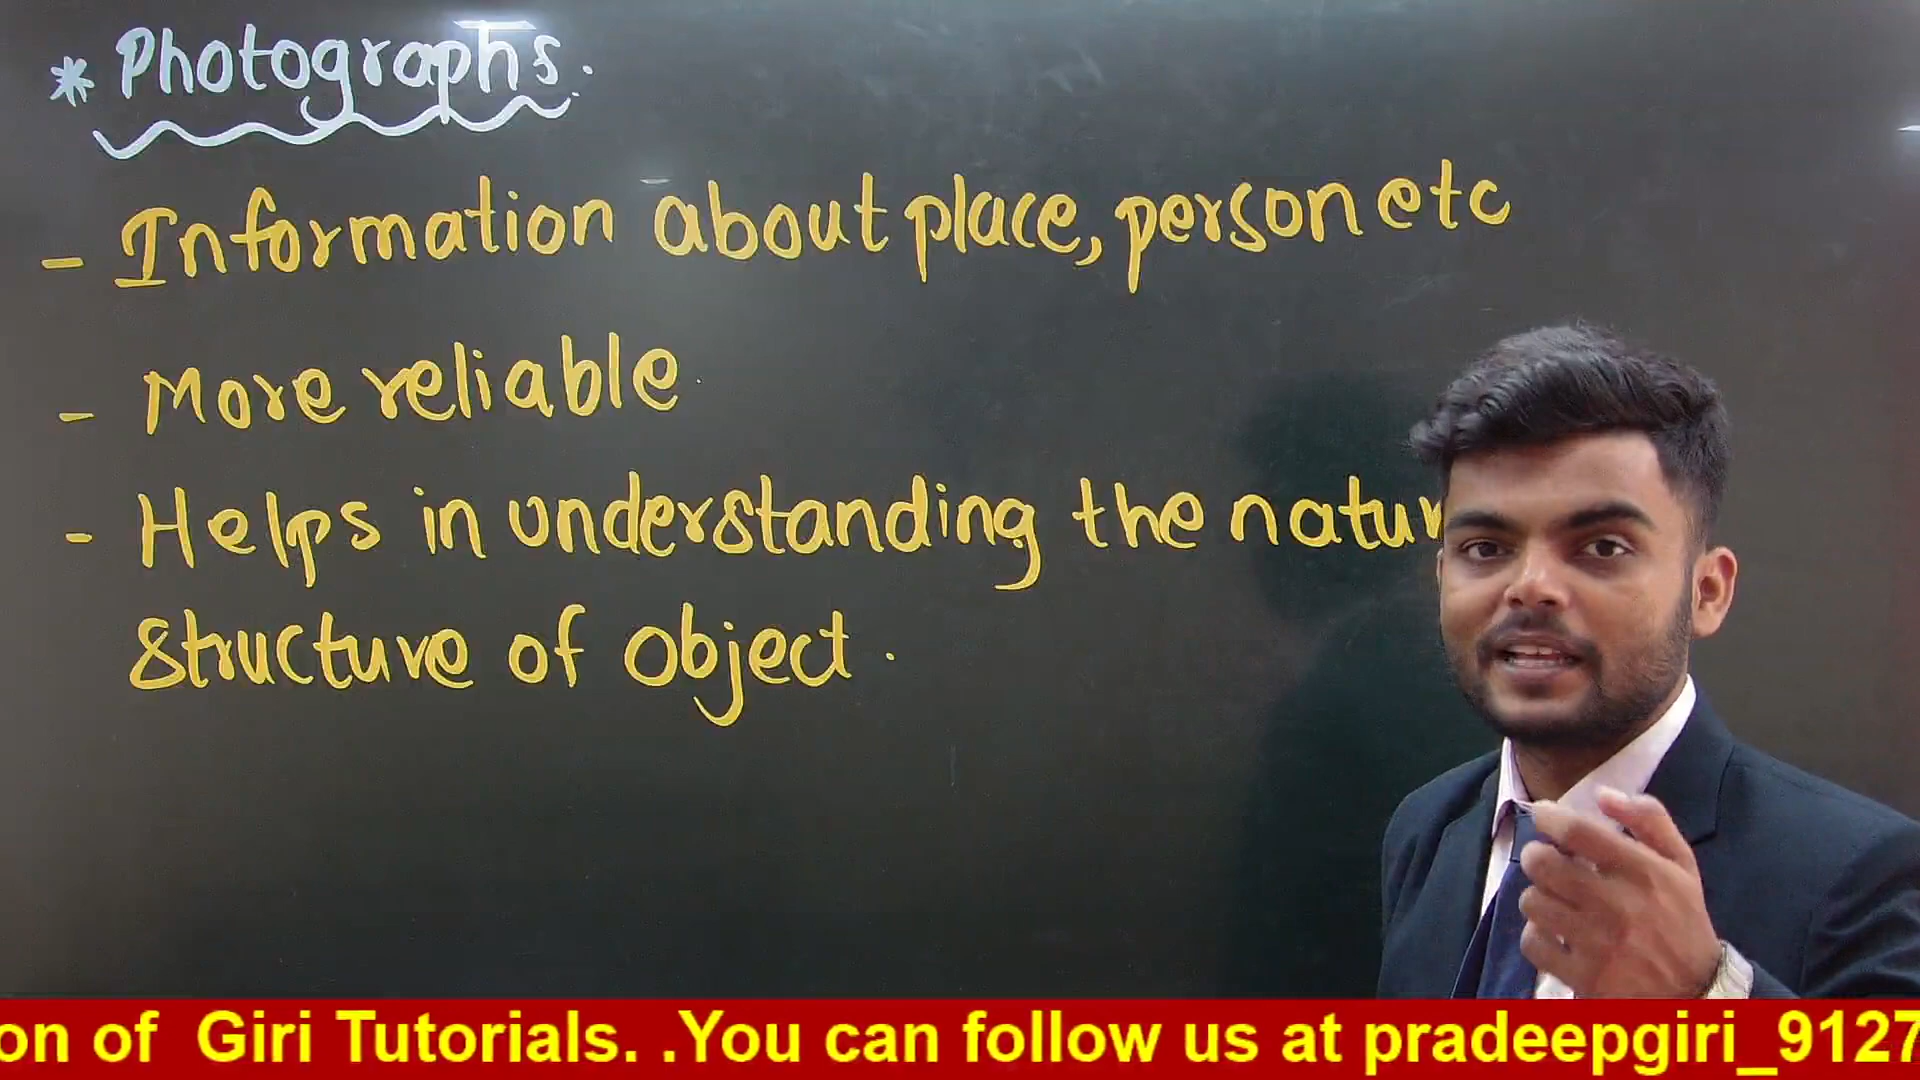 * Photographs.
- Information about place, person etc
- More reliable.
- Helps in understanding the
structure of object.
on of Giri Tutorials. .You can follow us at pradeepgiri_9127